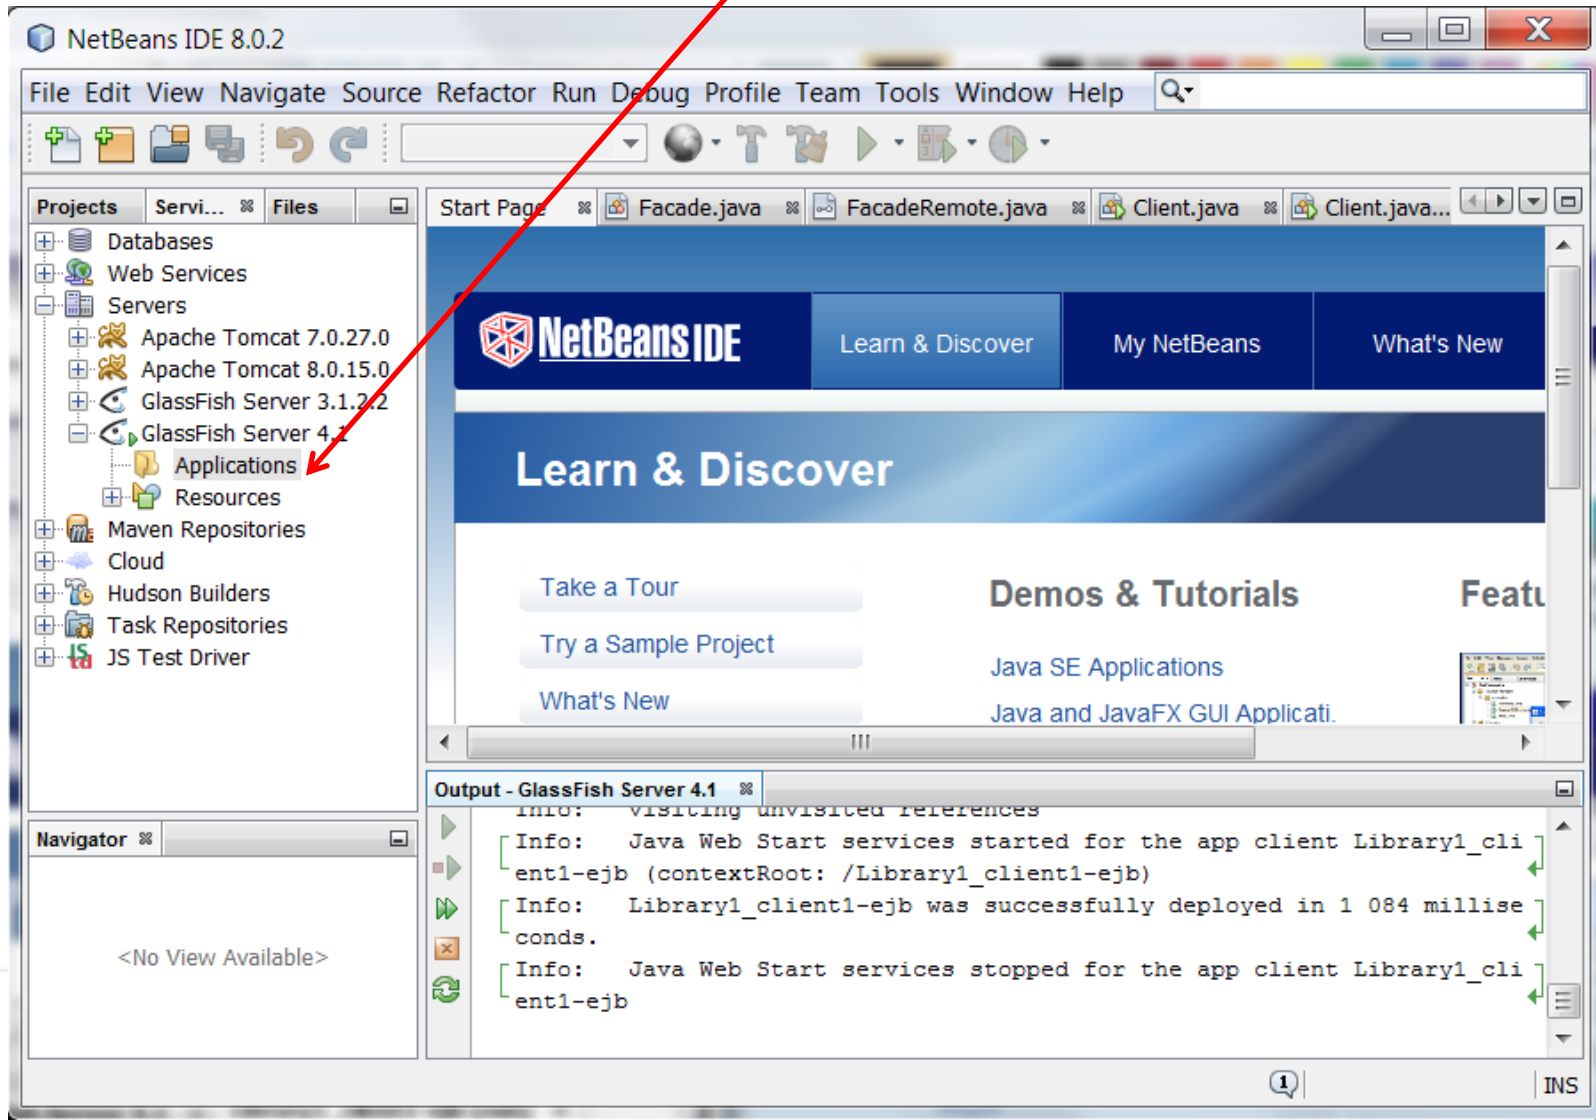 NetBeans IDE 8.0.2
File Edit View Navigate Source Refactor Run Debug Profile Team Tools Window Help
Projects Servi... Files
Start Page Facade.java FacadeRemote.java Client.java Client.java...
Databases
Web Services
Servers
Apache Tomcat 7.0.27.0
Apache Tomcat 8.0.15.0
GlassFish Server 3.1.2.2
GlassFish Server 4.1
Applications
Resources
Maven Repositories
Cloud
Hudson Builders
Task Repositories
JS Test Driver
NetBeans IDE
Learn & Discover My NetBeans What's New
Learn & Discover
Take a Tour
Try a Sample Project
What's New
Demos & Tutorials
Java SE Applications
Java and JavaFX GUI Applicati.
Featu
Navigator
<No View Available>
Output - GlassFish Server 4.1
Info: visiting unvisited references
Info: Java Web Start services started for the app client Library1_cli
ent1-ejb (contextRoot: /Library1_client1-ejb)
Info: Library1_client1-ejb was successfully deployed in 1 084 millise
conds.
Info: Java Web Start services stopped for the app client Library1_cli
ent1-ejb
1 INS